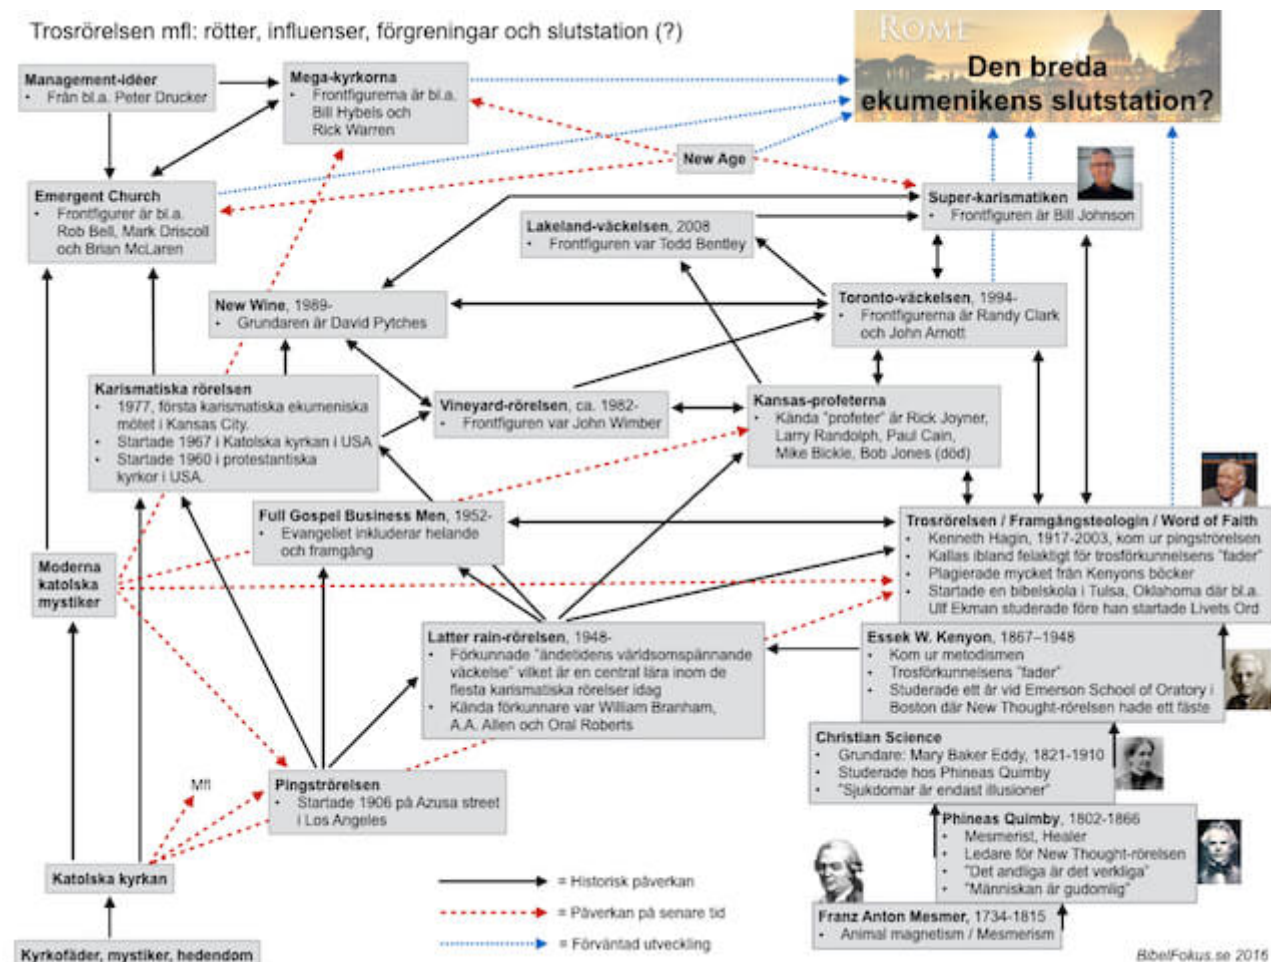 Trosrörelsen mfl: rötter, influenser, förgreningar och slutstation (?)
ROME
Den breda
ekumenikens slutstation?
Management-idéer
• Från bl.a. Peter Drucker
Mega-kyrkorna
• Frontfigurerna är bl.a.
Bill Hybels och
Rick Warren
New Age
Emergent Church
• Frontfigurer är bl.a.
Rob Bell, Mark Driscoll
och Brian McLaren
Super-karismatiken
• Frontfiguren är Bill Johnson
Lakeland-väckelsen, 2008
• Frontfiguren var Todd Bentley
New Wine, 1989-
• Grundaren är David Pytches
Toronto-väckelsen, 1994-
• Frontfigurerna är Randy Clark
och John Arnott
Karismatiska rörelsen
• 1977, första karismatiska ekumeniska
mötet i Kansas City.
• Startade 1967 i Katolska kyrkan i USA
• Startade 1960 i protestantiska
kyrkor i USA.
Vineyard-rörelsen, ca. 1982-
• Frontfiguren var John Wimber
Kansas-profeterna
• Kända "profeter" är Rick Joyner,
Larry Randolph, Paul Cain,
Mike Bickle, Bob Jones (död)
Full Gospel Business Men, 1952-
• Evangeliet inkluderar helande
och framgång
Trosrörelsen / Framgångsteologin / Word of Faith
• Kenneth Hagin, 1917-2003, kom ur pingströrelsen
• Kallas ibland felaktigt för trosförkunnelsens "fader"
• Plagierade mycket från Kenyons böcker
• Startade en bibelskola i Tulsa, Oklahoma där bl.a.
Ulf Ekman studerade före han startade Livets Ord
Moderna
katolska
mystiker
Latter rain-rörelsen, 1948-
• Förkunnade "ändetidens världsomspännande
väckelse" vilket är en central lära inom de
flesta karismatiska rörelser idag
• Kända förkunnare var William Branham,
A.A. Allen och Oral Roberts
Essek W. Kenyon, 1867–1948
• Kom ur metodismen
• Trosförkunnelsens "fader"
• Studerade ett år vid Emerson School of Oratory i
Boston där New Thought-rörelsen hade ett fäste
Christian Science
• Grundare: Mary Baker Eddy, 1821-1910
• Studerade hos Phineas Quimby
• "Sjukdomar är endast illusioner"
Mfl
Pingströrelsen
• Startade 1906 på Azusa street
i Los Angeles
Phineas Quimby, 1802-1866
• Mesmerist, Healer
• Ledare för New Thought-rörelsen
• "Det andliga är det verkliga"
• "Människan är gudomlig"
Katolska kyrkan
Franz Anton Mesmer, 1734-1815
• Animal magnetism / Mesmerism
Kyrkofäder, mystiker, hedendom
= Historisk påverkan
= Påverkan på senare tid
= Förväntad utveckling
BibelFokus.se 2016